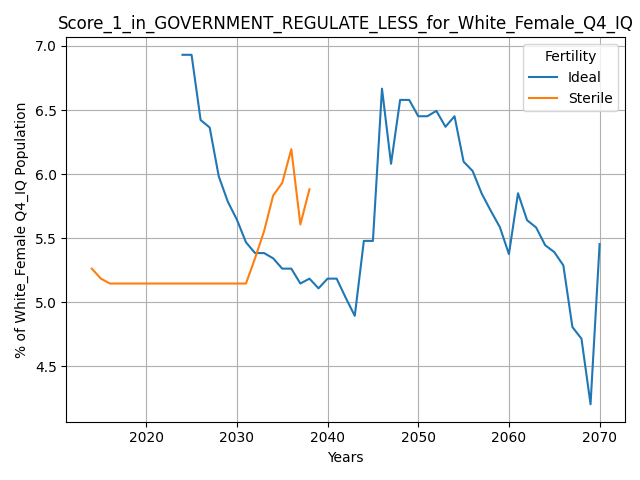 Score_1_in_GOVERNMENT_REGULATE_LESS_for_White_Female_Q4_IQ
Fertility
Ideal
Sterile
% of White_Female Q4_IQ Population
7.0
6.5
6.0
5.5
5.0
4.5
2020 2030 2040 2050 2060 2070
Years